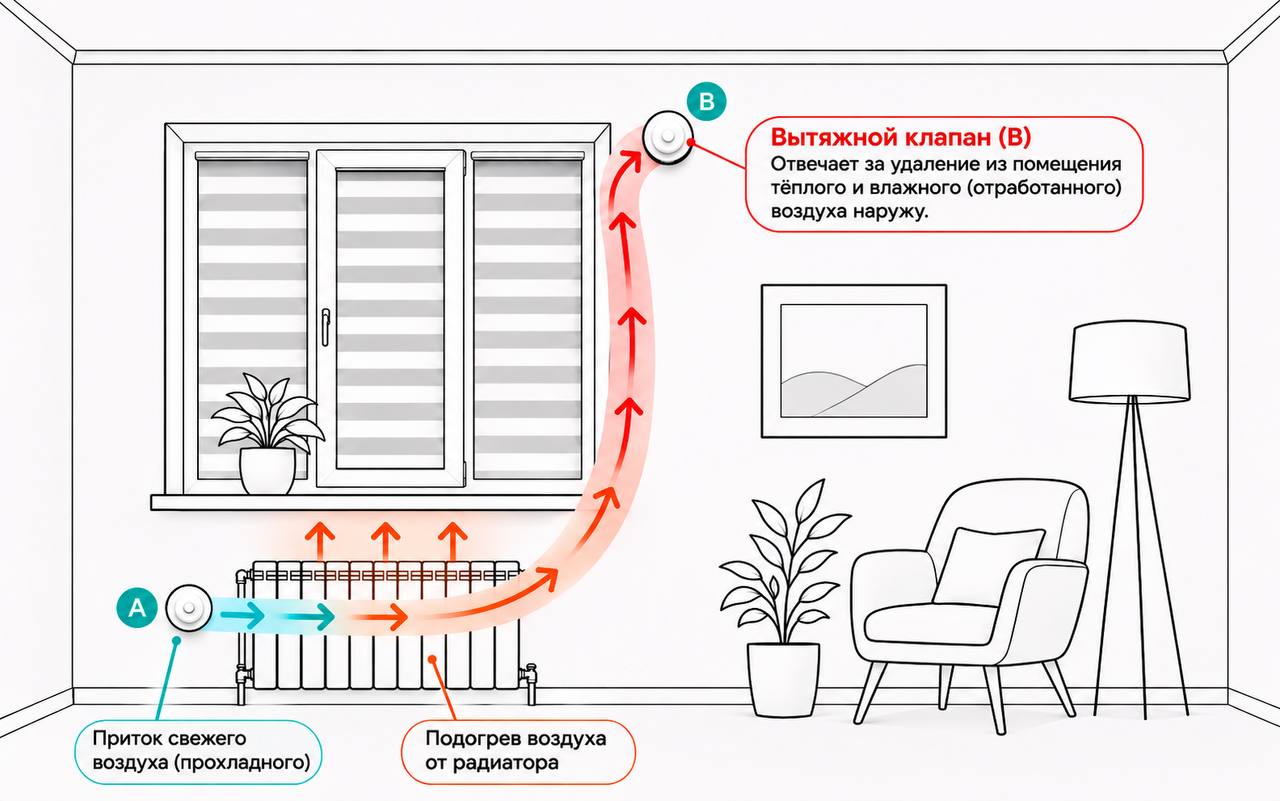 B
Вытяжной клапан (B)
Отвечает за удаление из помещения
тёплого и влажного (отработанного)
воздуха наружу.
A
Приток свежего
воздуха (прохладного)
Подогрев воздуха
от радиатора